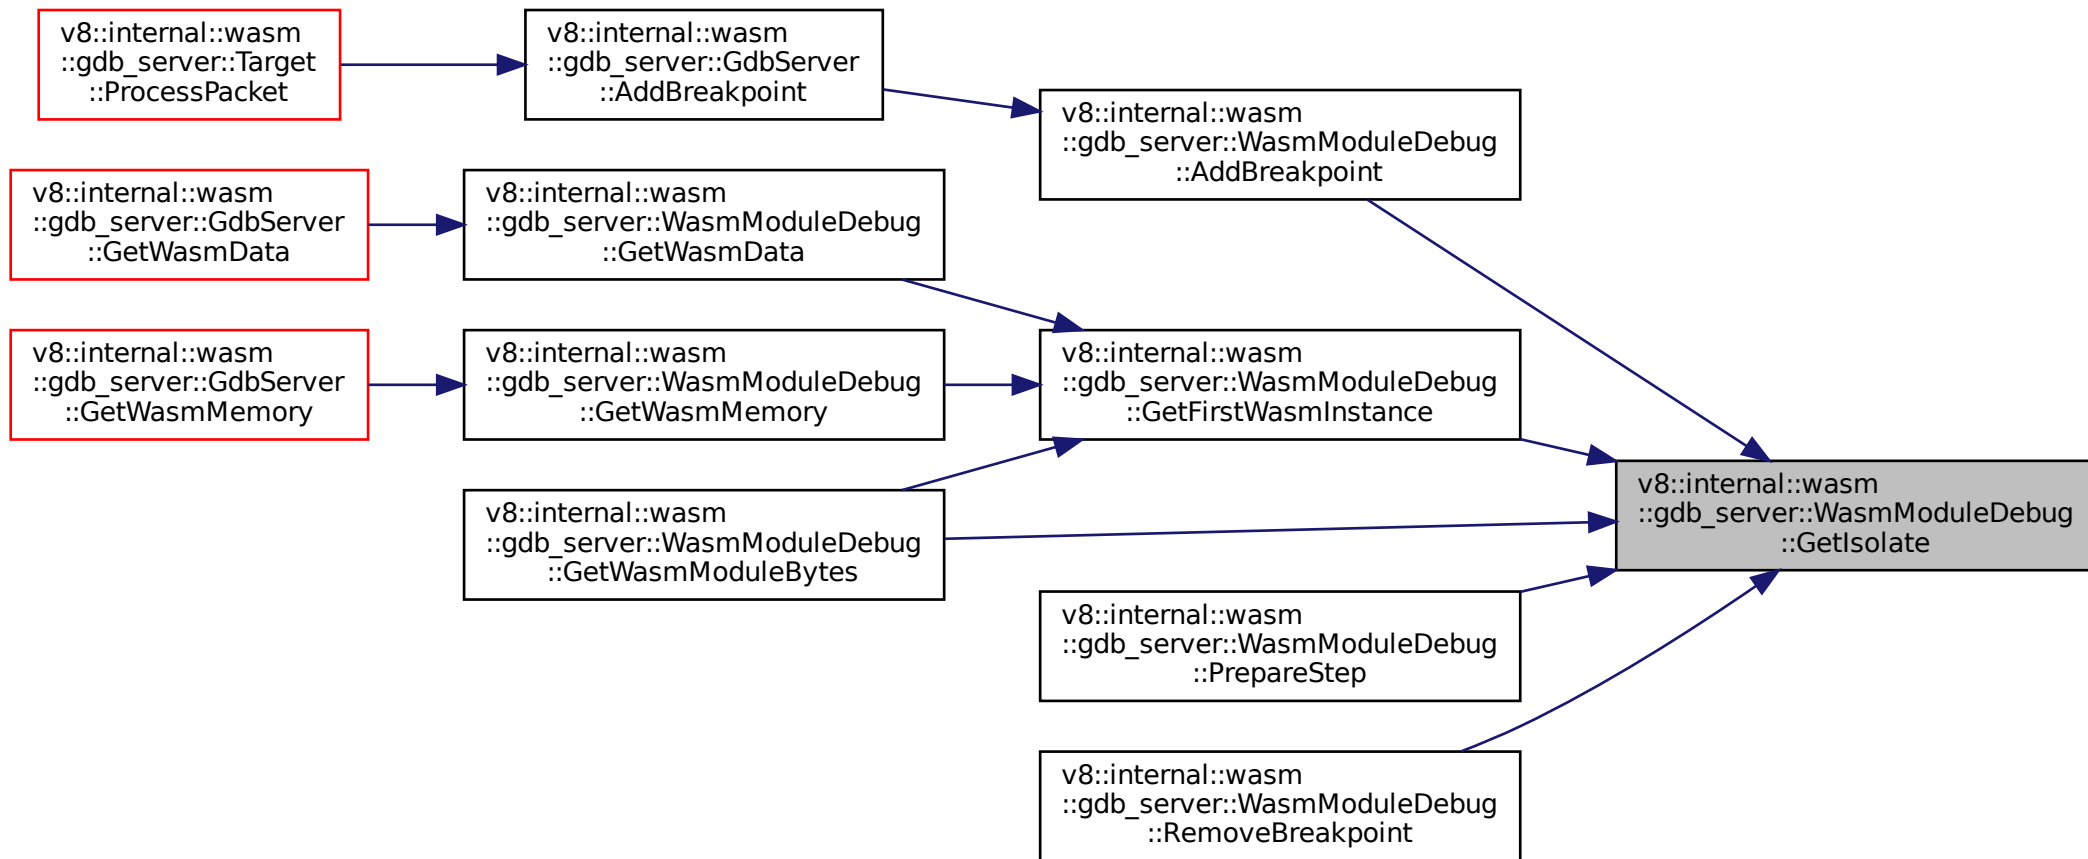 v8::internal::wasm
::gdb_server::Target
::ProcessPacket
v8::internal::wasm
::gdb_server::GdbServer
::AddBreakpoint
v8::internal::wasm
::gdb_server::WasmModuleDebug
::AddBreakpoint
v8::internal::wasm
::gdb_server::GdbServer
::GetWasmData
v8::internal::wasm
::gdb_server::WasmModuleDebug
::GetWasmData
v8::internal::wasm
::gdb_server::GdbServer
::GetWasmMemory
v8::internal::wasm
::gdb_server::WasmModuleDebug
::GetWasmMemory
v8::internal::wasm
::gdb_server::WasmModuleDebug
::GetFirstWasmInstance
v8::internal::wasm
::gdb_server::WasmModuleDebug
::GetIsolate
v8::internal::wasm
::gdb_server::WasmModuleDebug
::GetWasmModuleBytes
v8::internal::wasm
::gdb_server::WasmModuleDebug
::PrepareStep
v8::internal::wasm
::gdb_server::WasmModuleDebug
::RemoveBreakpoint